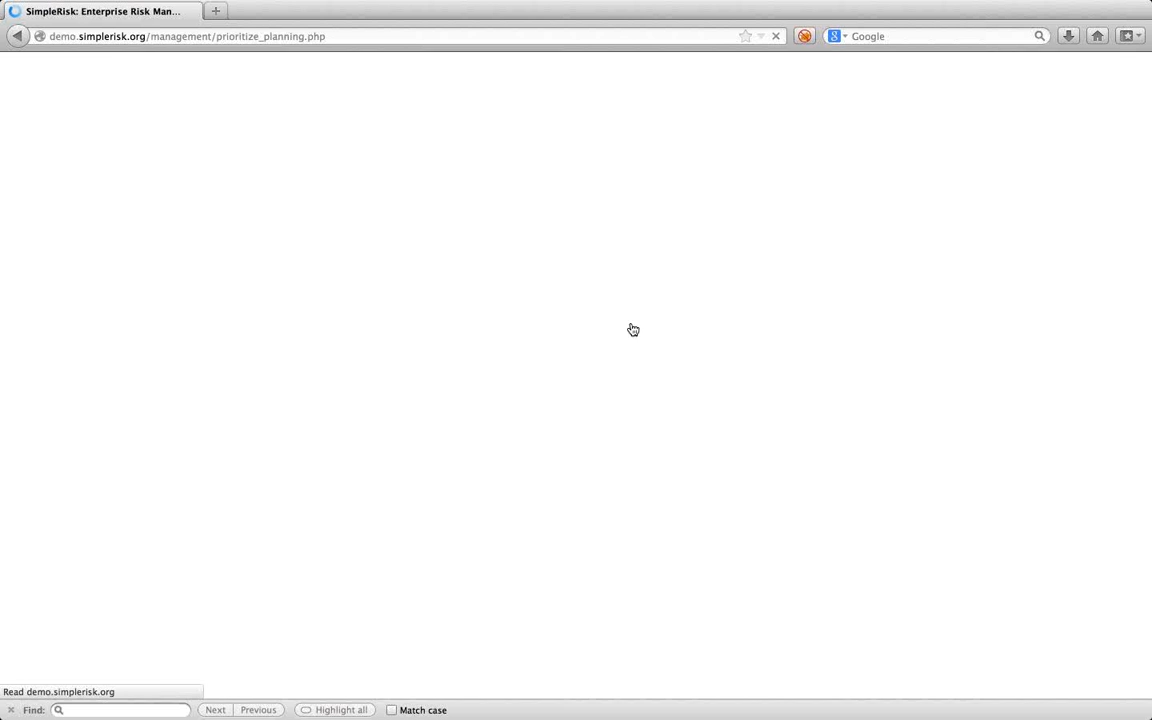 SimpleRisk: Enterprise Risk Man...
demo.simplerisk.org/management/prioritize_planning.php
Google
Read demo.simplerisk.org
Find:
Next
Previous
Highlight all
Match case